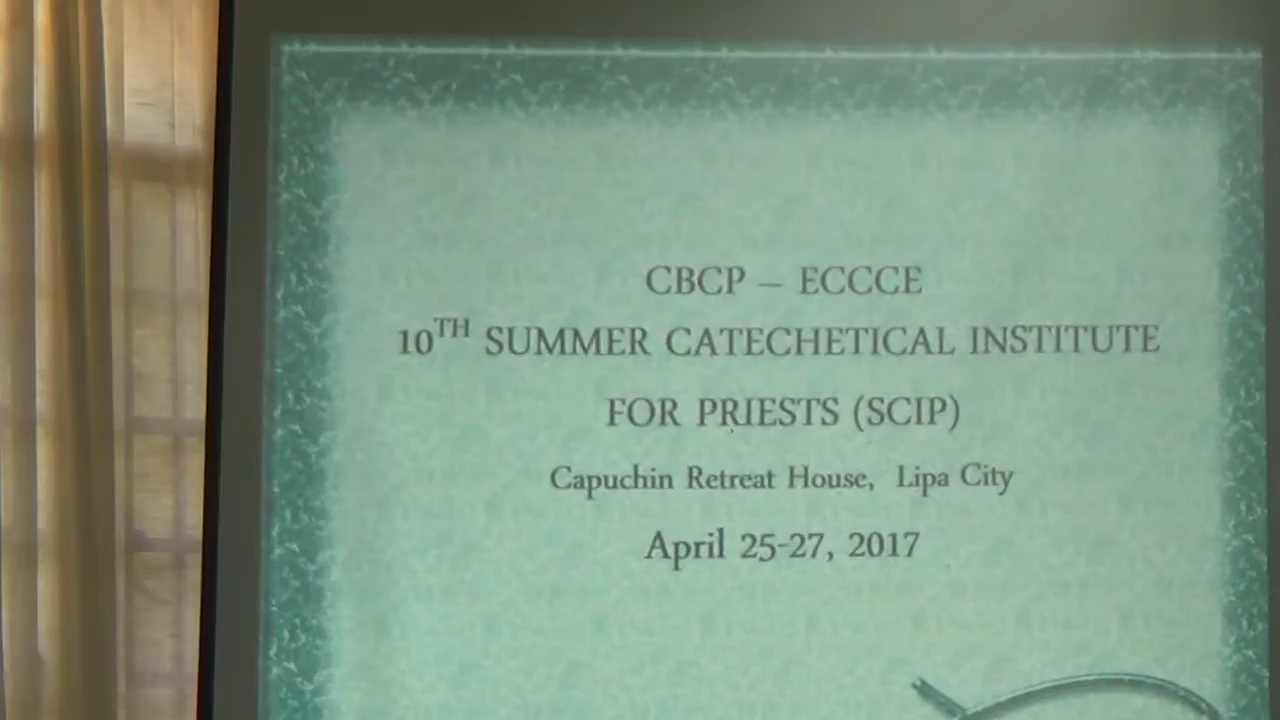 CBCP – ECCCE
10TH SUMMER CATECHETICAL INSTITUTE
FOR PRIESTS (SCIP)
Capuchin Retreat House, Lipa City
April 25-27, 2017